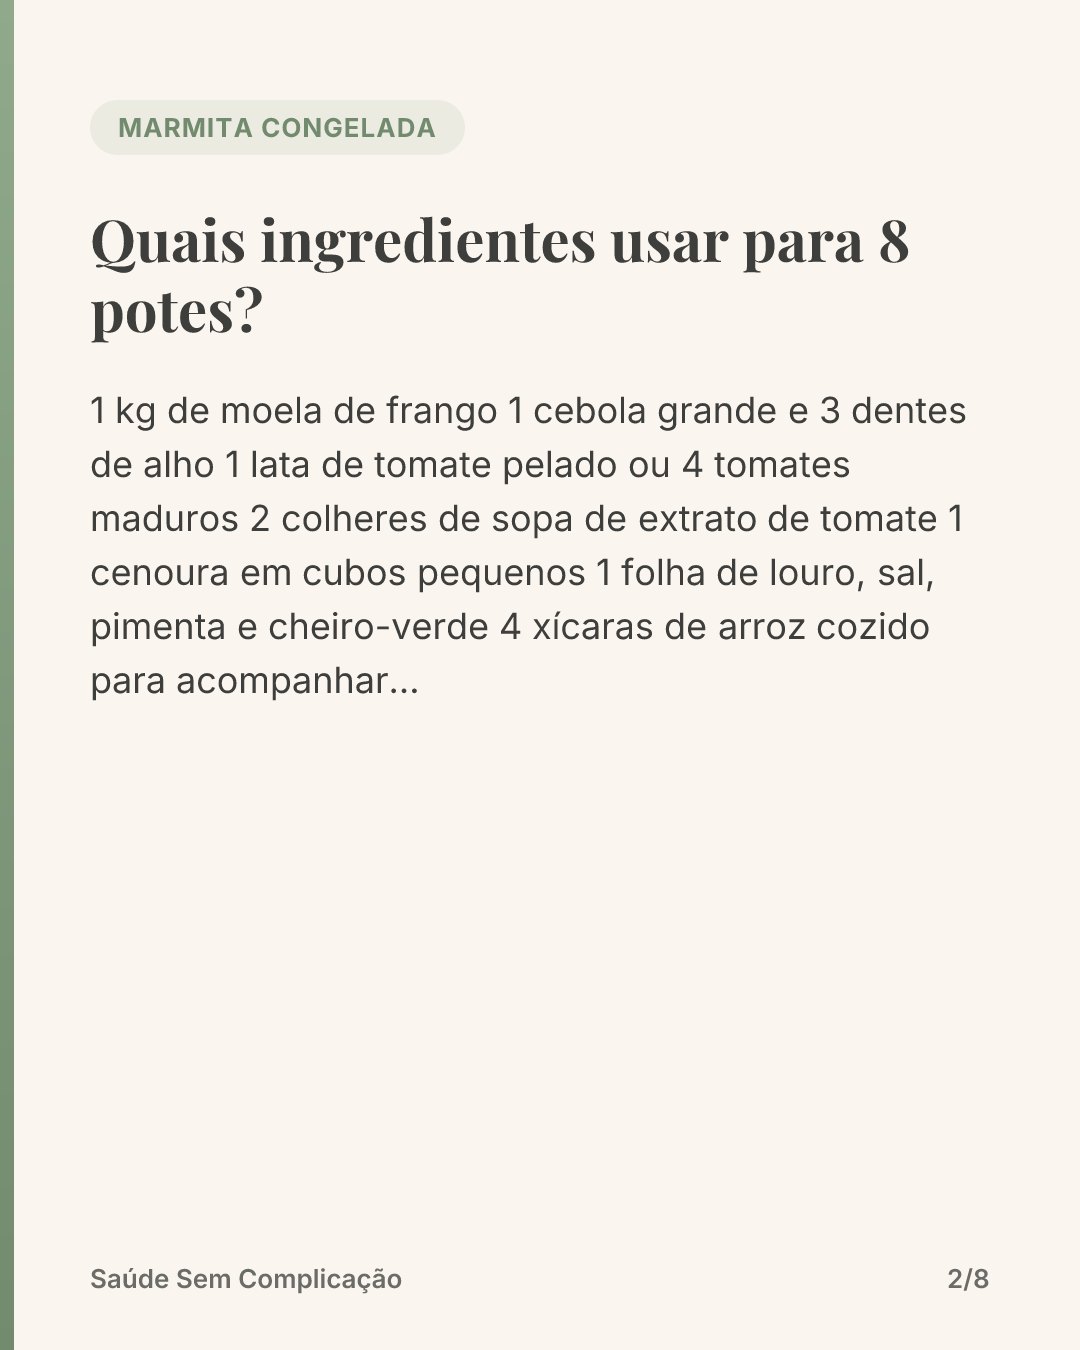 MARMITA CONGELADA
Quais ingredientes usar para 8
potes?
1 kg de moela de frango 1 cebola grande e 3 dentes
de alho 1 lata de tomate pelado ou 4 tomates
maduros 2 colheres de sopa de extrato de tomate 1
cenoura em cubos pequenos 1 folha de louro, sal,
pimenta e cheiro-verde 4 xícaras de arroz cozido
para acompanhar...
Saúde Sem Complicação
2/8